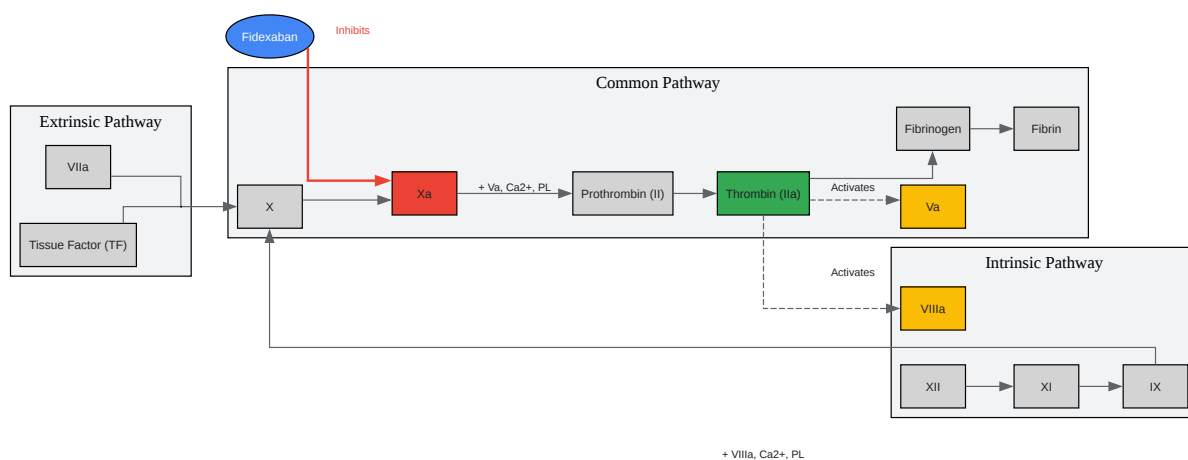 Fidexaban
Inhibits
Common Pathway
Extrinsic Pathway
VIIa
Tissue Factor (TF)
X
Xa
+ Va, Ca2+, PL
Prothrombin (II)
Thrombin (IIa)
Fibrinogen
Fibrin
Activates
Va
Activates
Intrinsic Pathway
VIIIa
XII
XI
IX
+ VIIIa, Ca2+, PL